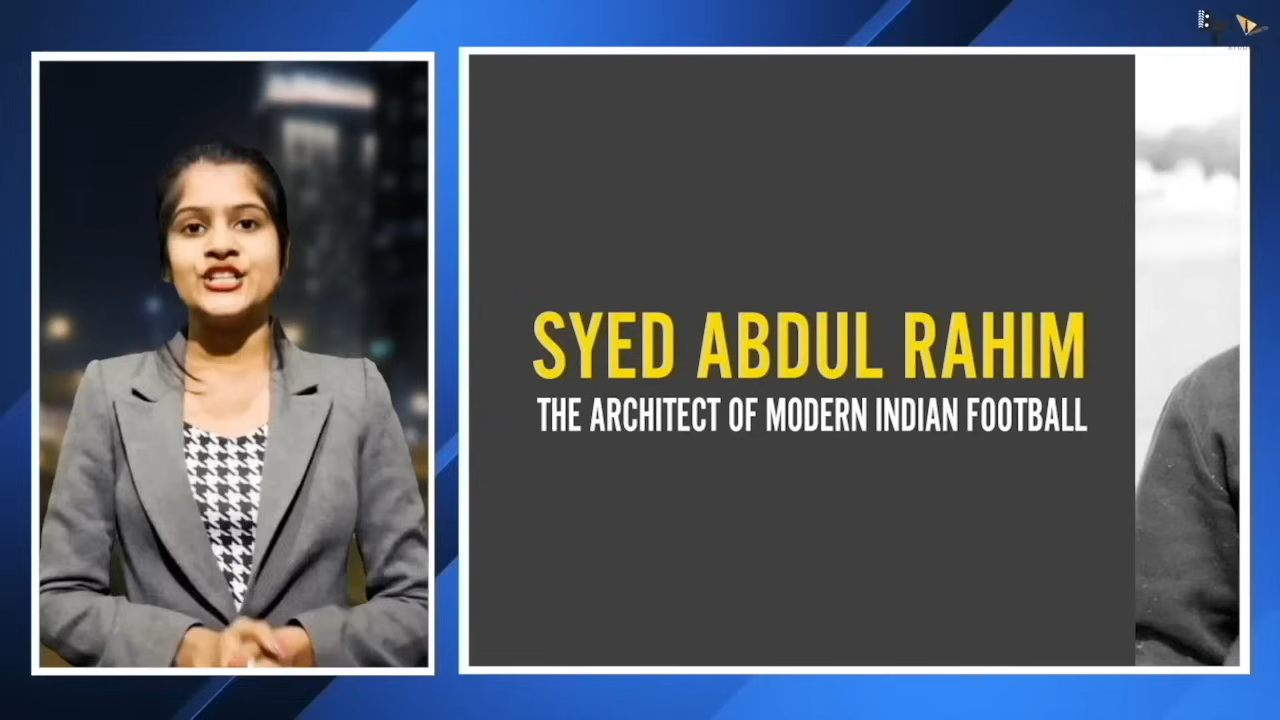 SYED ABDUL RAHIM
THE ARCHITECT OF MODERN INDIAN FOOTBALL